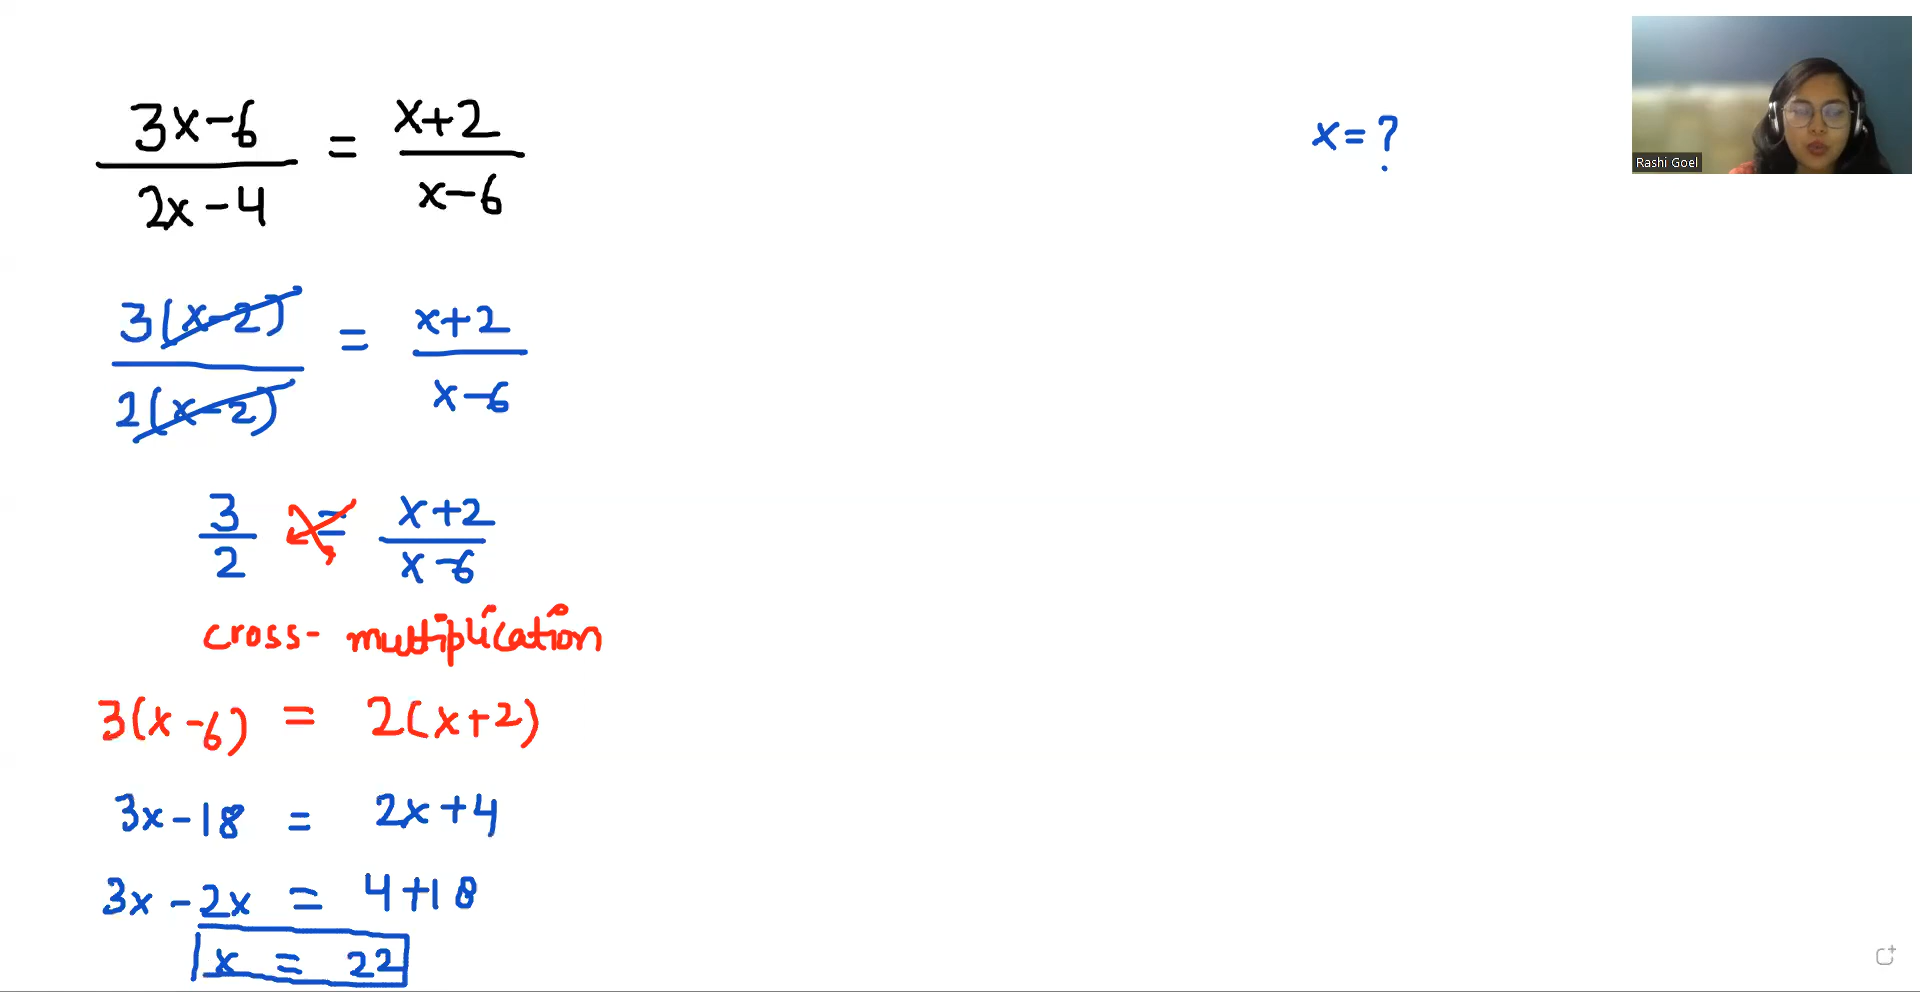 3x-6 / 2x-4 = x+2 / x-6
x=?
Rashi Goel
3(x-2) / 2(x-2) = x+2 / x-6
3/2 = x+2 / x-6
cross- multiplication
3(x-6) = 2(x+2)
3x-18 = 2x+4
3x-2x = 4+18
x = 22